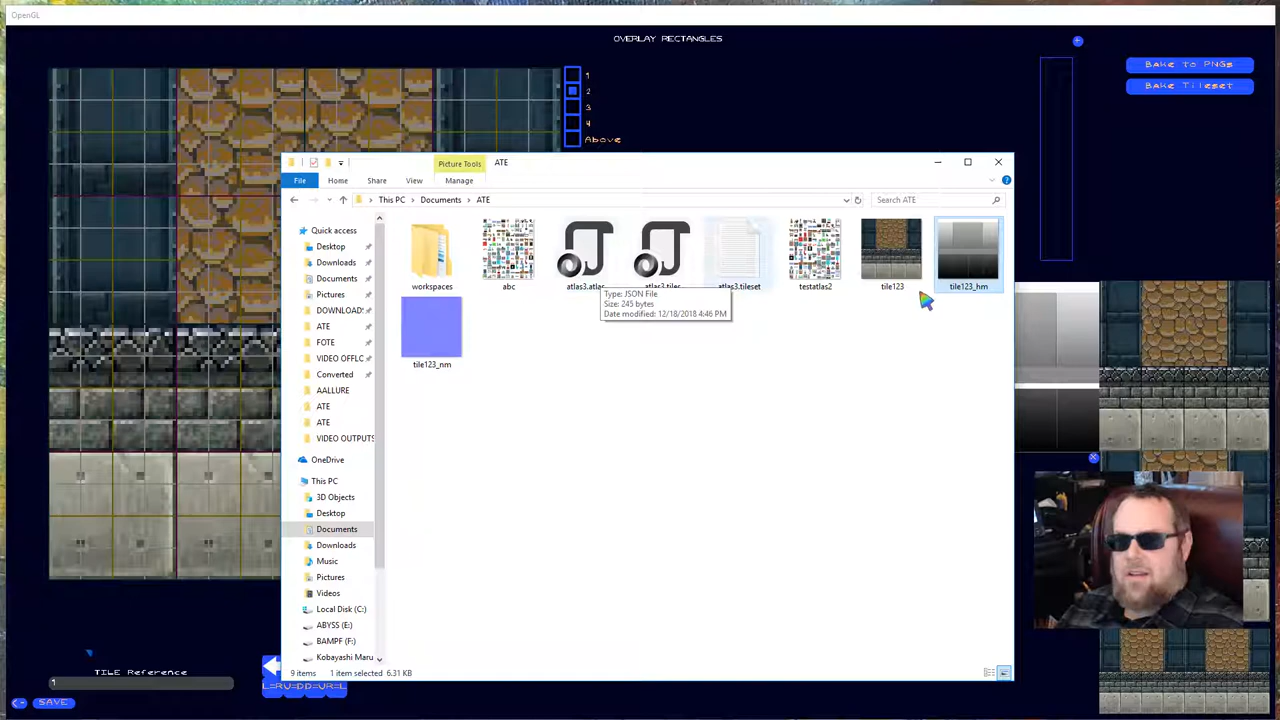 OpenGL
OVERLAY RECTANGLES
+
Bake to PNGs
Bake Tileset
1
2
3
4
Above
Picture Tools
ATE
File
Home
Share
View
Manage
This PC > Documents > ATE
Search ATE
Quick access
Desktop
Downloads
Documents
Pictures
DOWNLOAD:
ATE
FOTE
VIDEO OFFLC
Converted
AALLURE
ATE
ATE
VIDEO OUTPUTS
OneDrive
This PC
3D Objects
Desktop
Documents
Downloads
Music
Pictures
Videos
Local Disk (C:)
ABYSS (E:)
BAMPF (F:)
Kobayashi Maru
workspaces
abc
atlas3.atlas
atlas3.tiles
atlas3.tileset
testatlas2
tile123
tile123_hm
Type: JSON File
Size: 245 bytes
Date modified: 12/18/2018 4:46 PM
tile123_nm
9 items
1 item selected 6.31 KB
TILE Reference
1
SAVE